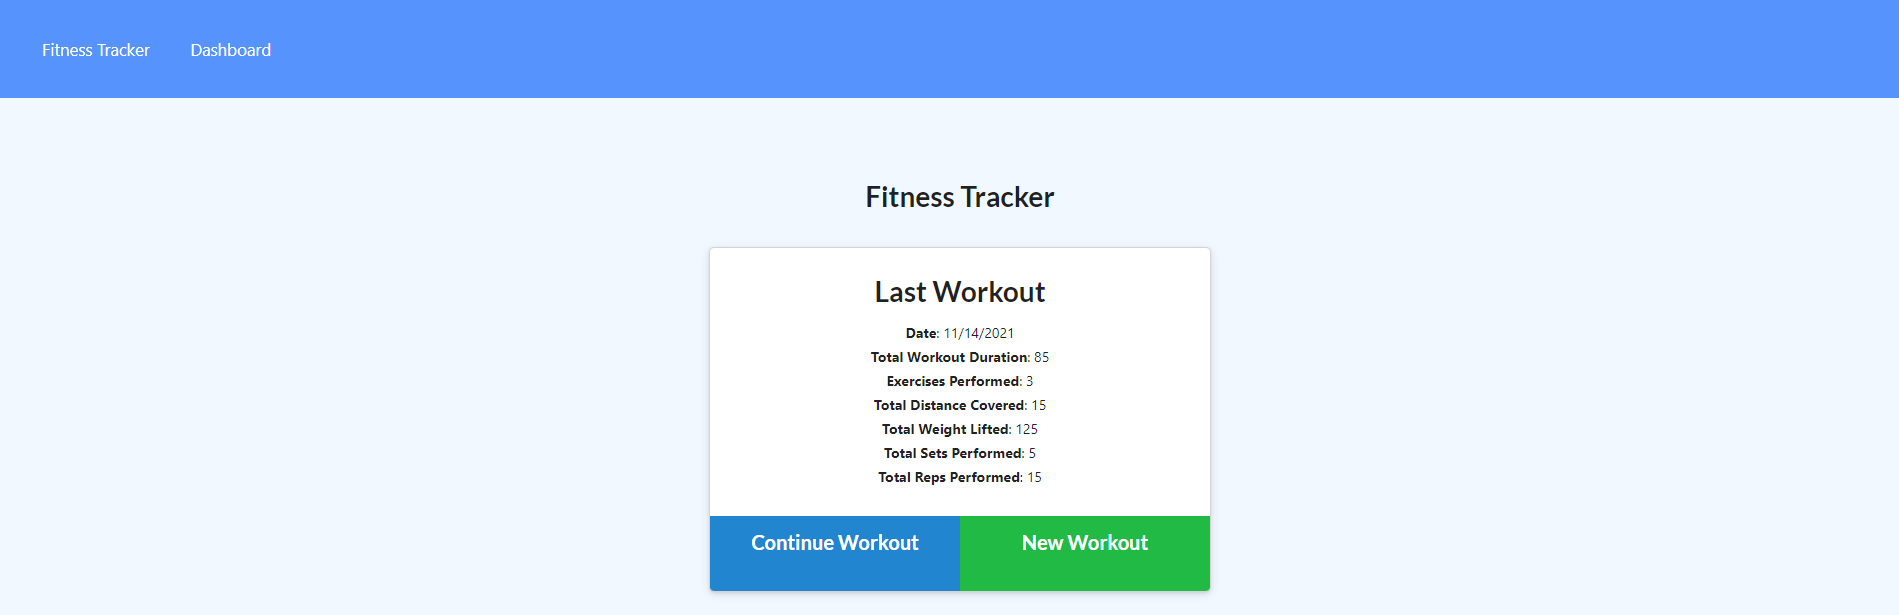 Fitness Tracker Dashboard
Fitness Tracker
Last Workout
Date: 11/14/2021
Total Workout Duration: 85
Exercises Performed: 3
Total Distance Covered: 15
Total Weight Lifted: 125
Total Sets Performed: 5
Total Reps Performed: 15
Continue Workout New Workout